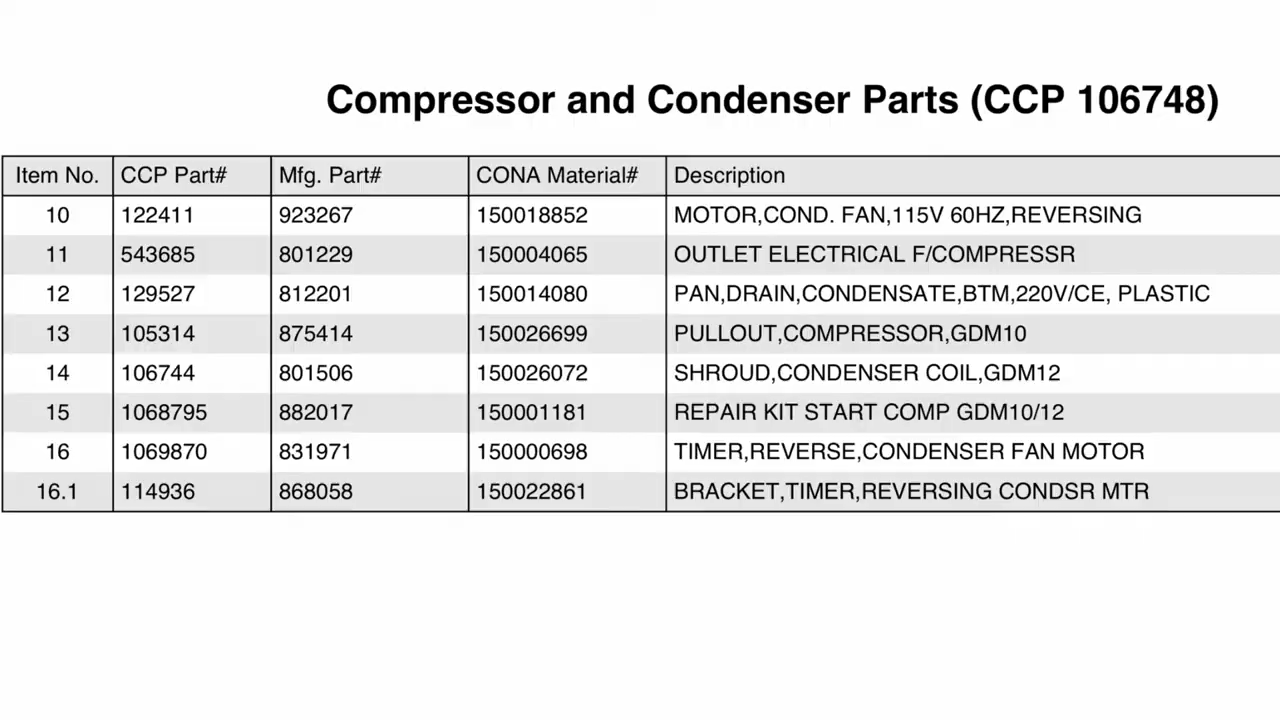 Compressor and Condenser Parts (CCP 106748)
Item No. CCP Part# Mfg. Part# CONA Material# Description
10 122411 923267 150018852 MOTOR,COND. FAN,115V 60HZ,REVERSING
11 543685 801229 150004065 OUTLET ELECTRICAL F/COMPRESSR
12 129527 812201 150014080 PAN,DRAIN,CONDENSATE,BTM,220V/CE, PLASTIC
13 105314 875414 150026699 PULLOUT,COMPRESSOR,GDM10
14 106744 801506 150026072 SHROUD,CONDENSER COIL,GDM12
15 1068795 882017 150001181 REPAIR KIT START COMP GDM10/12
16 1069870 831971 150000698 TIMER,REVERSE,CONDENSER FAN MOTOR
16.1 114936 868058 150022861 BRACKET,TIMER,REVERSING CONDSR MTR